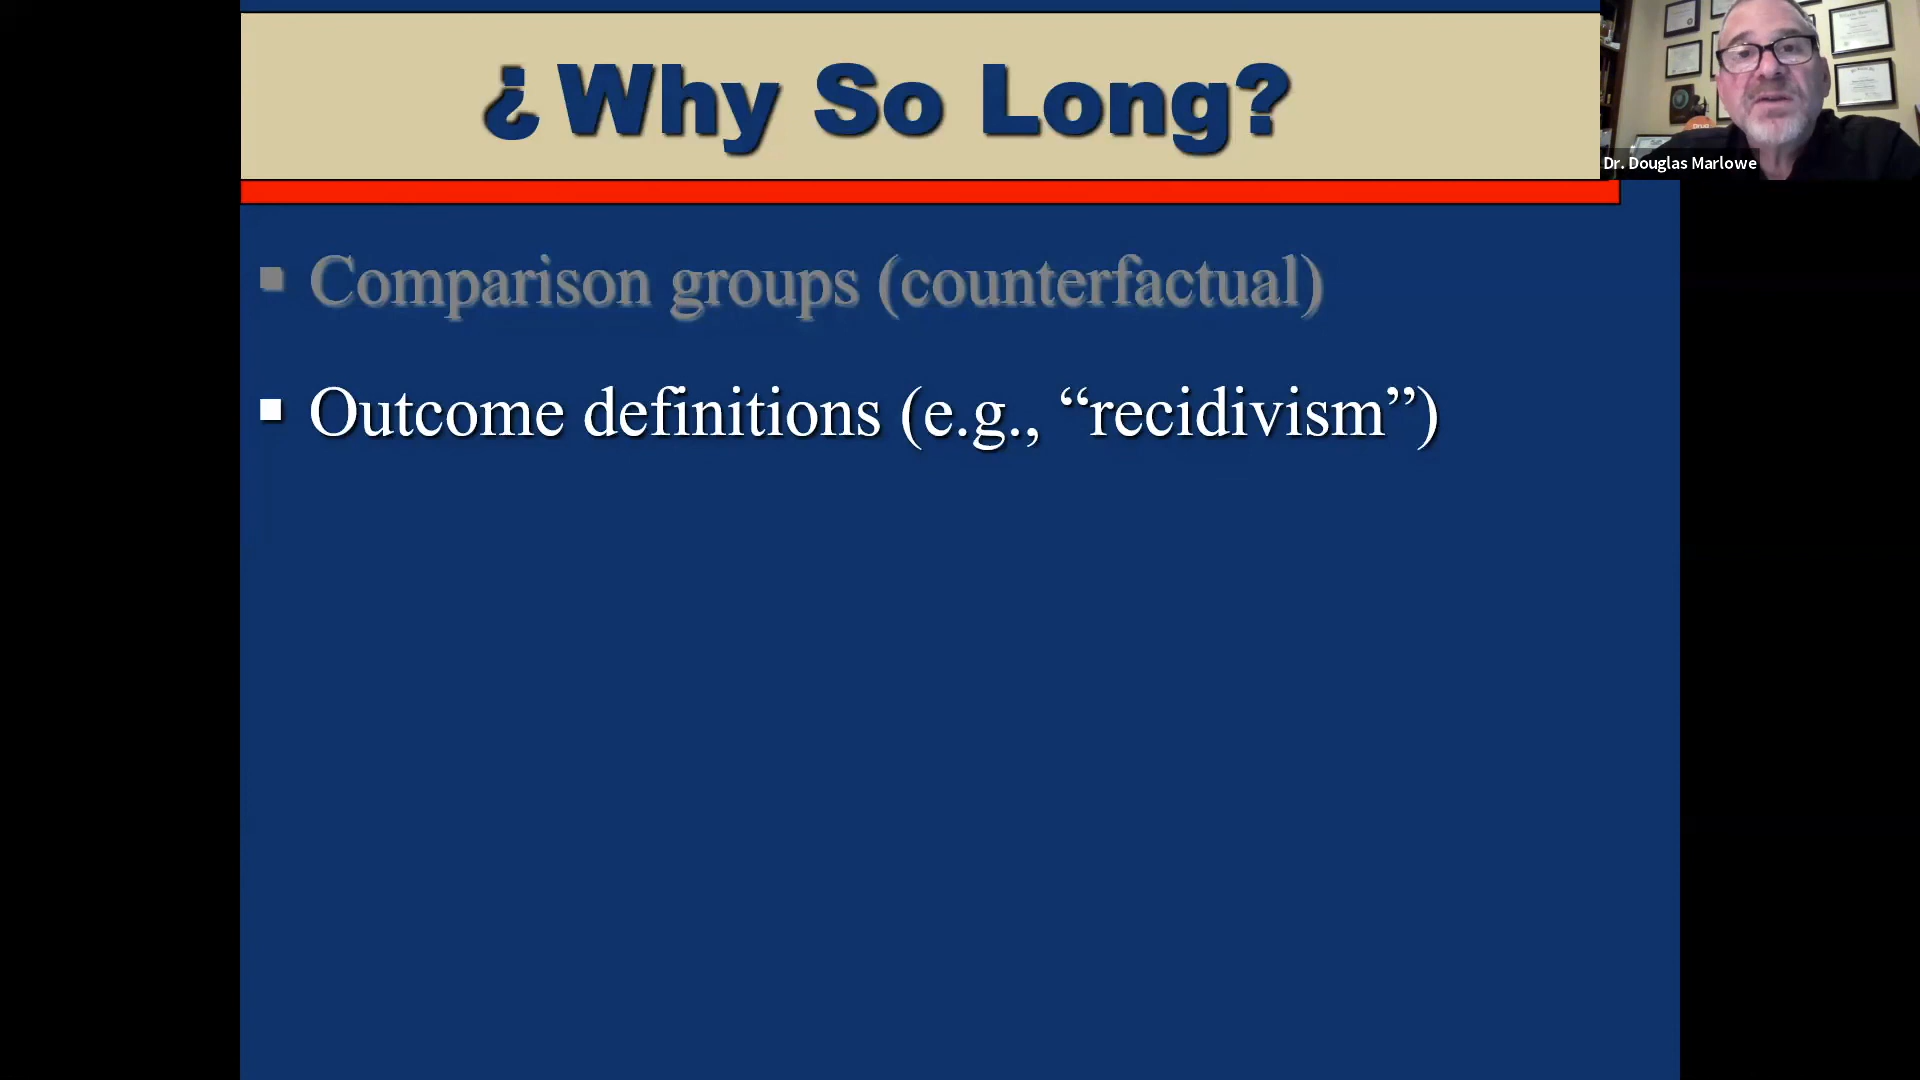 ¿Why So Long?
Dr. Douglas Marlowe
▪ Comparison groups (counterfactual)
▪ Outcome definitions (e.g., “recidivism”)